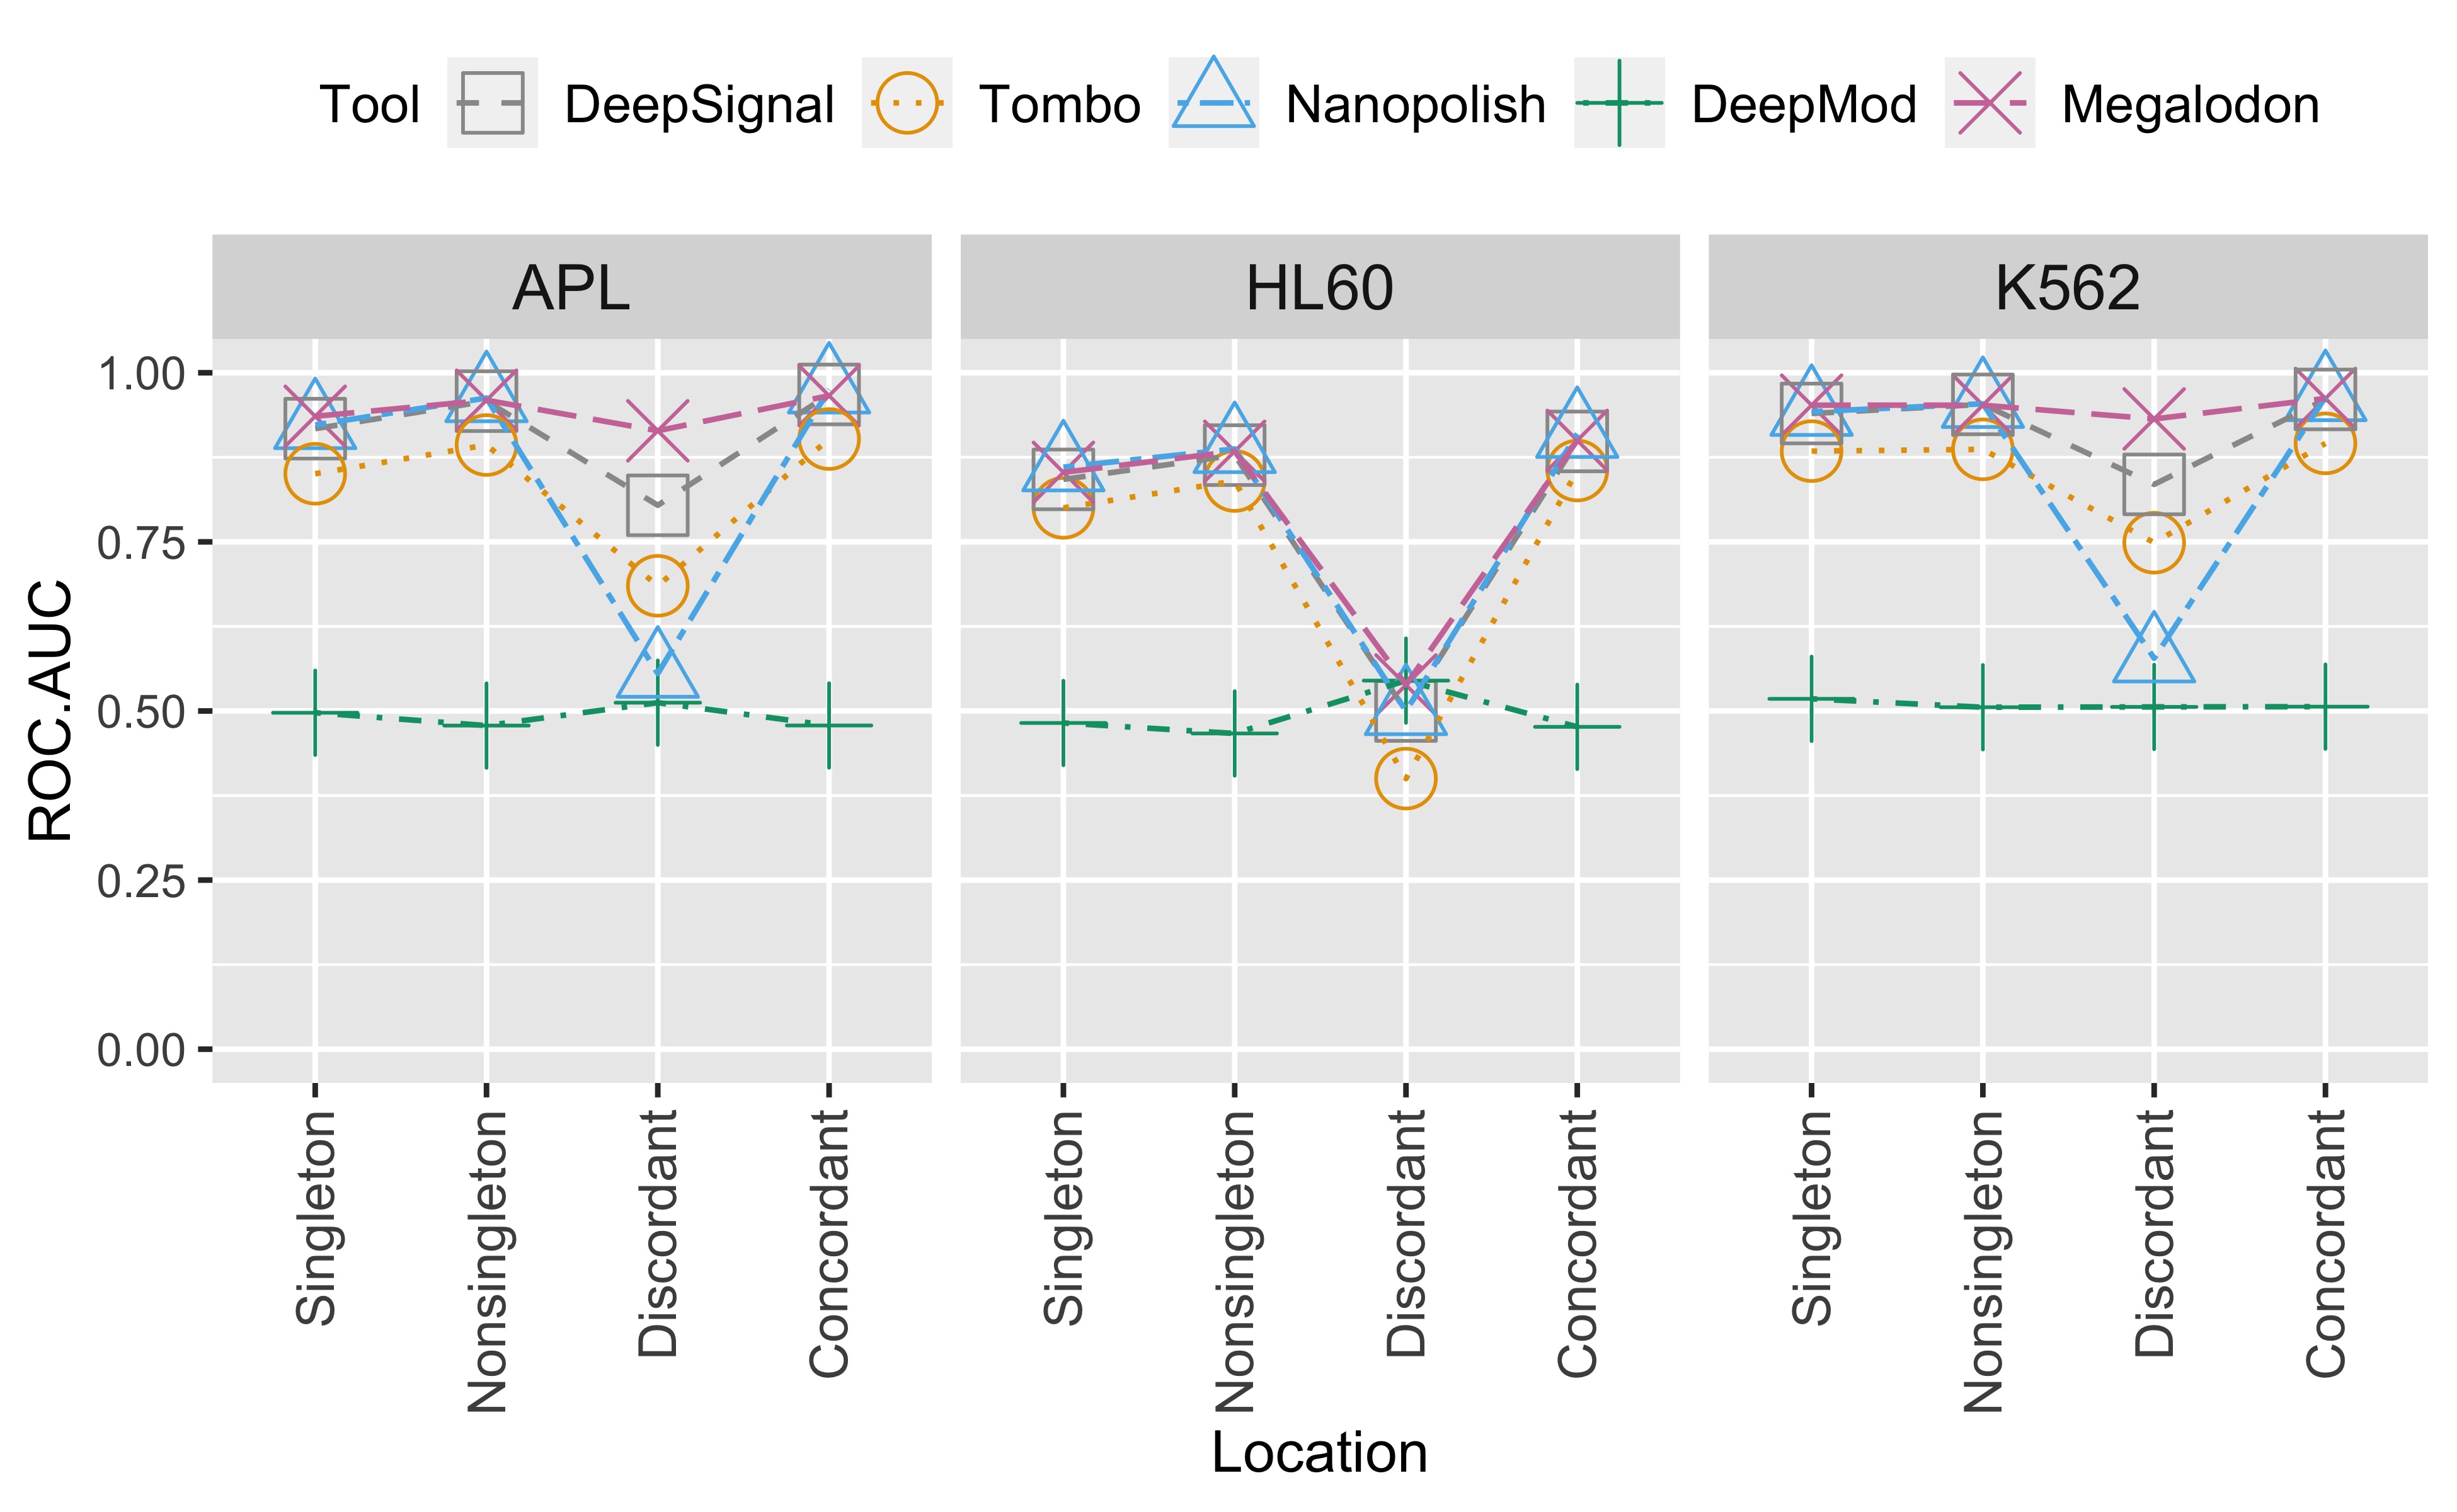 Tool DeepSignal Tombo Nanopolish DeepMod Megalodon
APL HL60 K562
1.00
0.75
0.50
0.25
0.00
ROC.AUC
Singleton Nonsingleton Discordant Concordant Singleton Nonsingleton Discordant Concordant Singleton Nonsingleton Discordant Concordant
Location